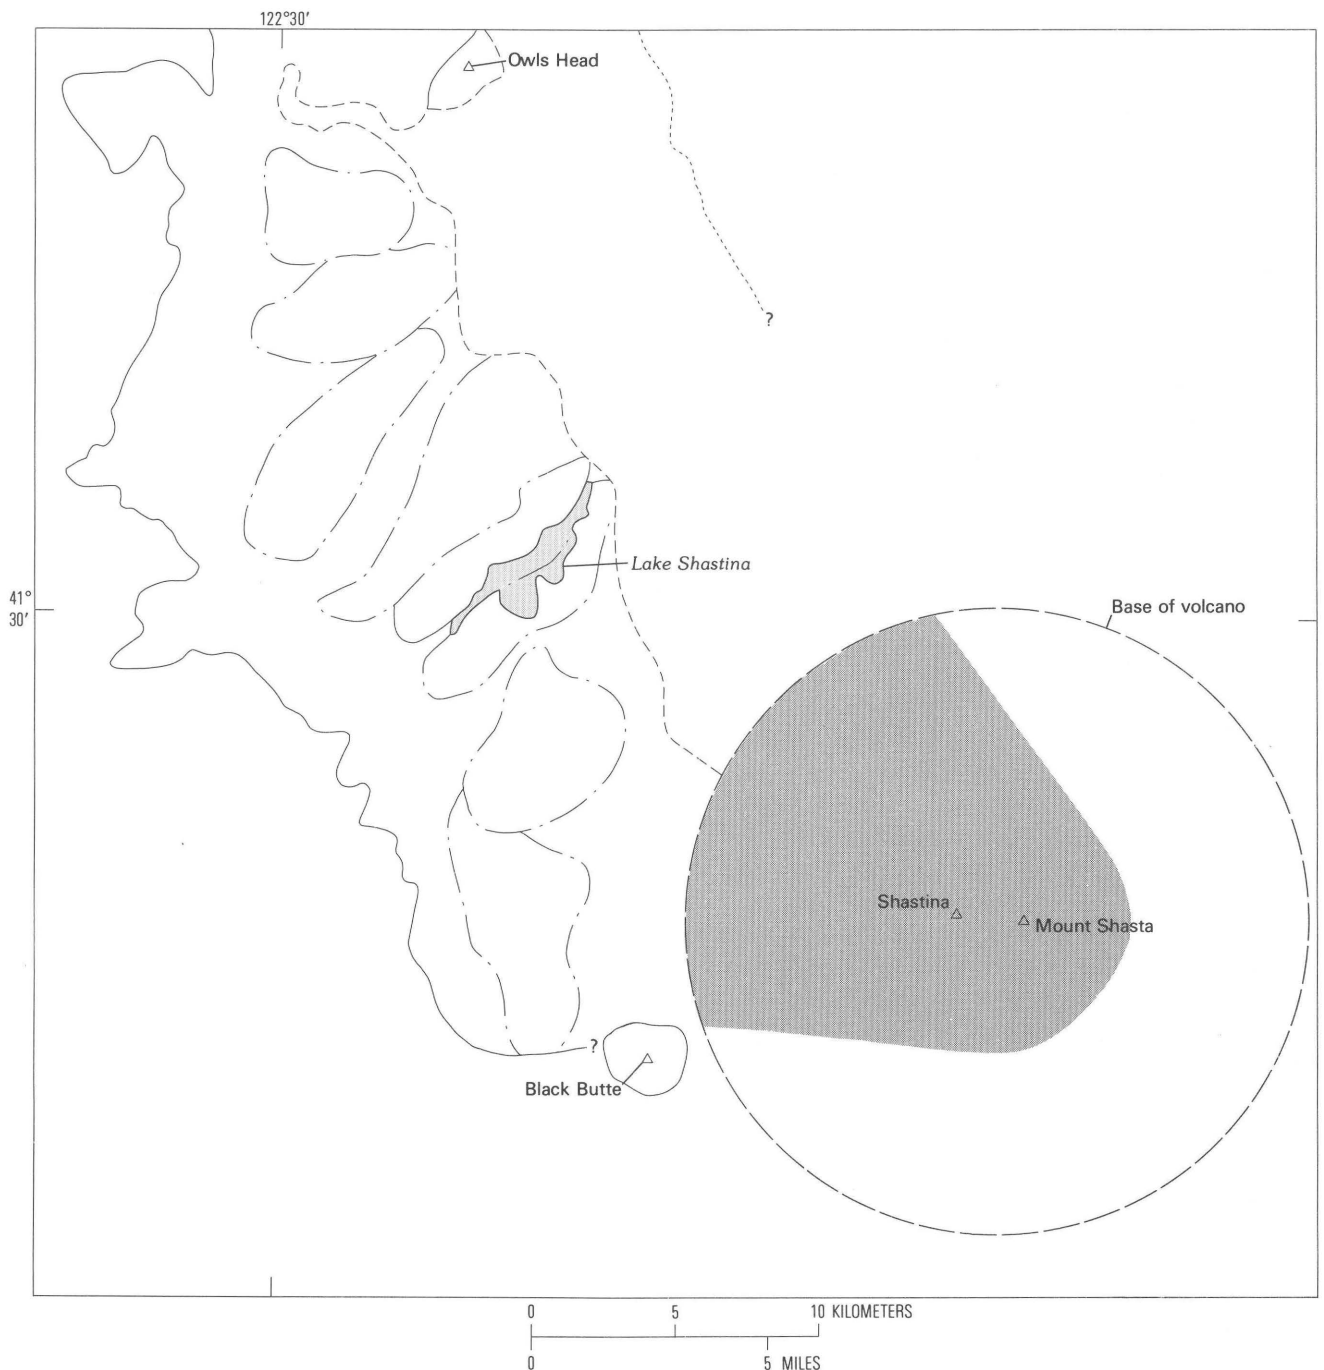 122°30'
Owls Head
?
Lake Shastina
41°
30'
Base of volcano
Shastina
Mount Shasta
?
Black Butte
0 5 10 KILOMETERS
0 5 MILES